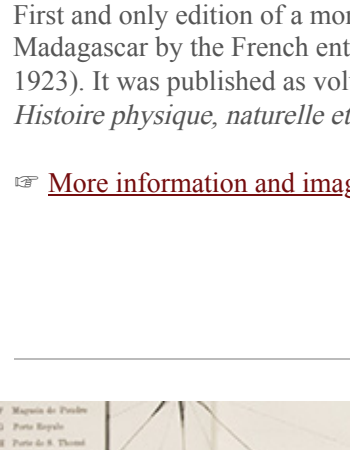 First and only edition of a mo
Madagascar by the French ent
1923). It was published as vol
Histoire physique, naturelle et
☞ More information and imag
Magasin de Poudre
G Porte Royale
H Porte de S. Thomé